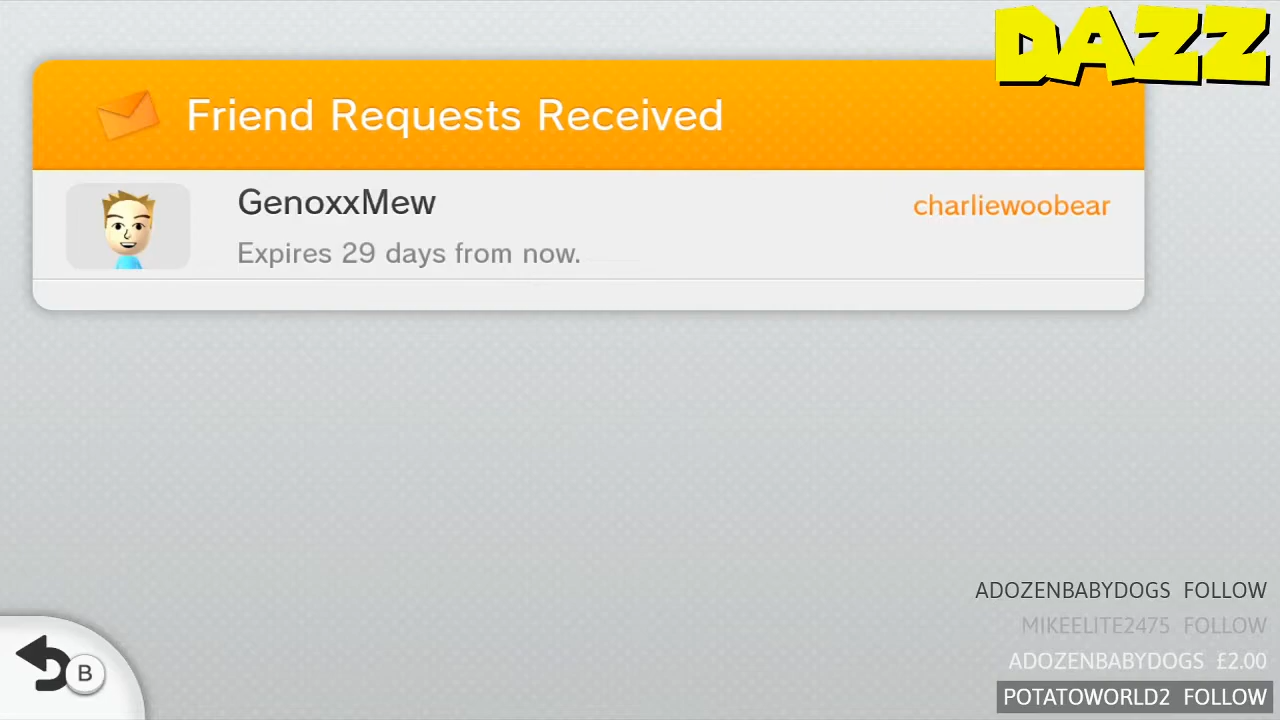 DAZZ
Friend Requests Received
GenoxxMew
charliewoobear
Expires 29 days from now.
ADOZENBABYDOGS FOLLOW
MIKEELITE2475 FOLLOW
ADOZENBABYDOGS £2.00
POTATOWORLD2 FOLLOW
B